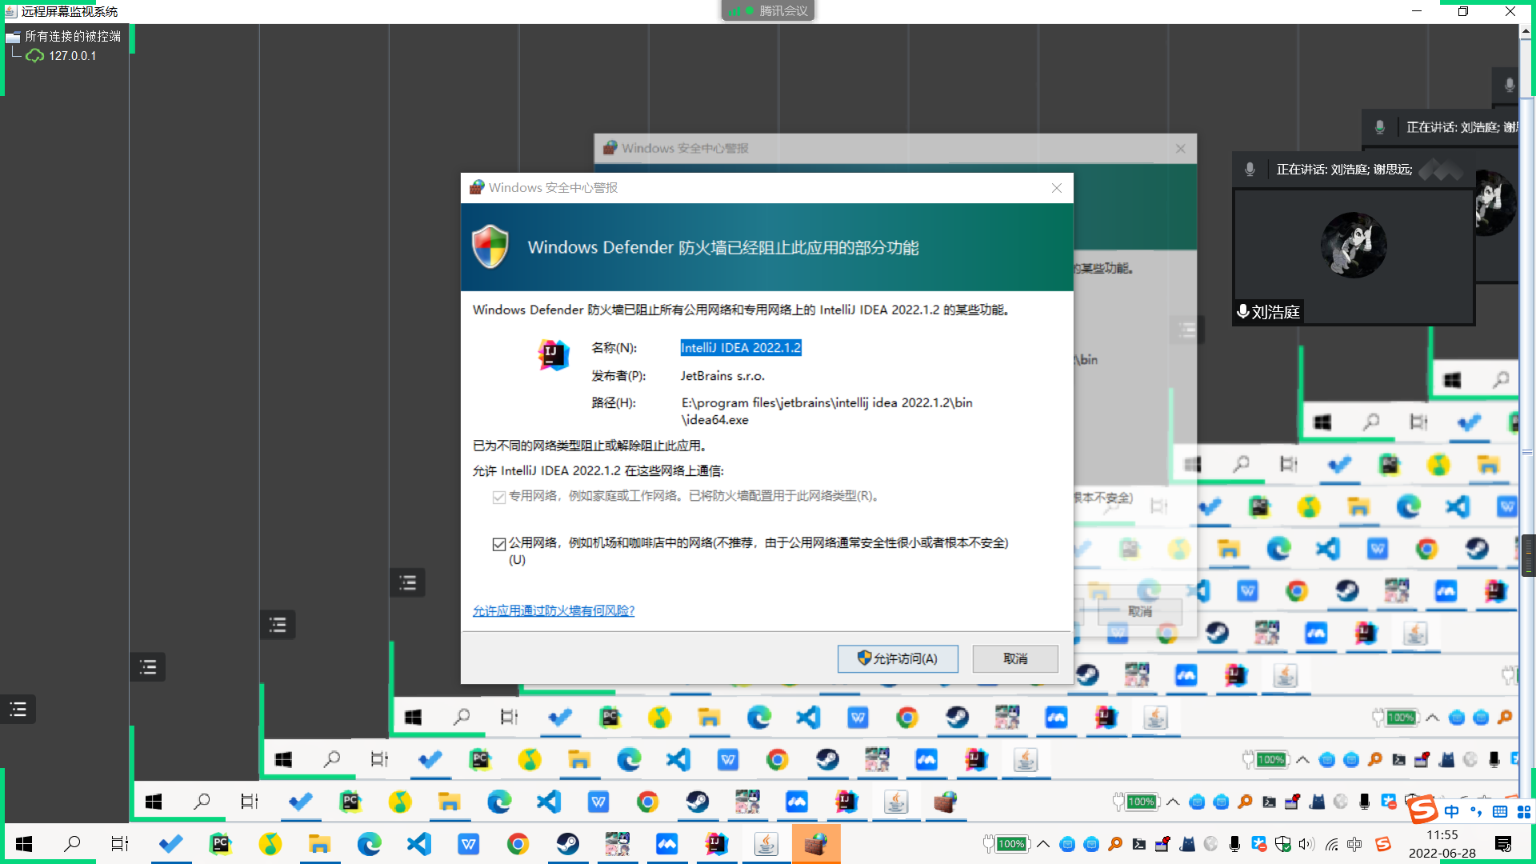 远程屏幕监视系统
腾讯会议
所有连接的被控端
127.0.0.1
正在讲话: 刘浩庭; 谢
Windows 安全中心警报
正在讲话: 刘浩庭; 谢思远;
Windows 安全中心警报
Windows Defender 防火墙已经阻止此应用的部分功能
的某些功能。
Windows Defender 防火墙已阻止所有公用网络和专用网络上的 IntelliJ IDEA 2022.1.2 的某些功能。
刘浩庭
名称(N): IntelliJ IDEA 2022.1.2
\bin
发布者(P): JetBrains s.r.o.
路径(H): E:\program files\jetbrains\intellij idea 2022.1.2\bin
\idea64.exe
已为不同的网络类型阻止或解除阻止此应用。
允许 IntelliJ IDEA 2022.1.2 在这些网络上通信:
专用网络，例如家庭或工作网络。已将防火墙配置用于此网络类型(R)。
根本不安全)
公用网络，例如机场和咖啡店中的网络(不推荐，由于公用网络通常安全性很小或者根本不安全)
(U)
允许应用通过防火墙有何风险?
取消
允许访问(A)
取消
100%
100%
100%
中
100%
中
11:55
2022-06-28